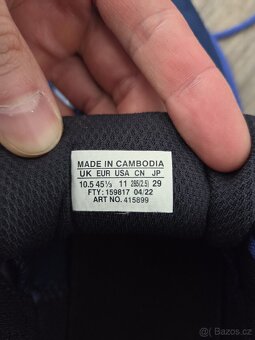 MADE IN CAMBODIA
UK EUR USA CN JP
10.5 45⅓ 11 285(2.5) 29
FTY: 159817 04/22
ART NO. 415899
Bazos.cz